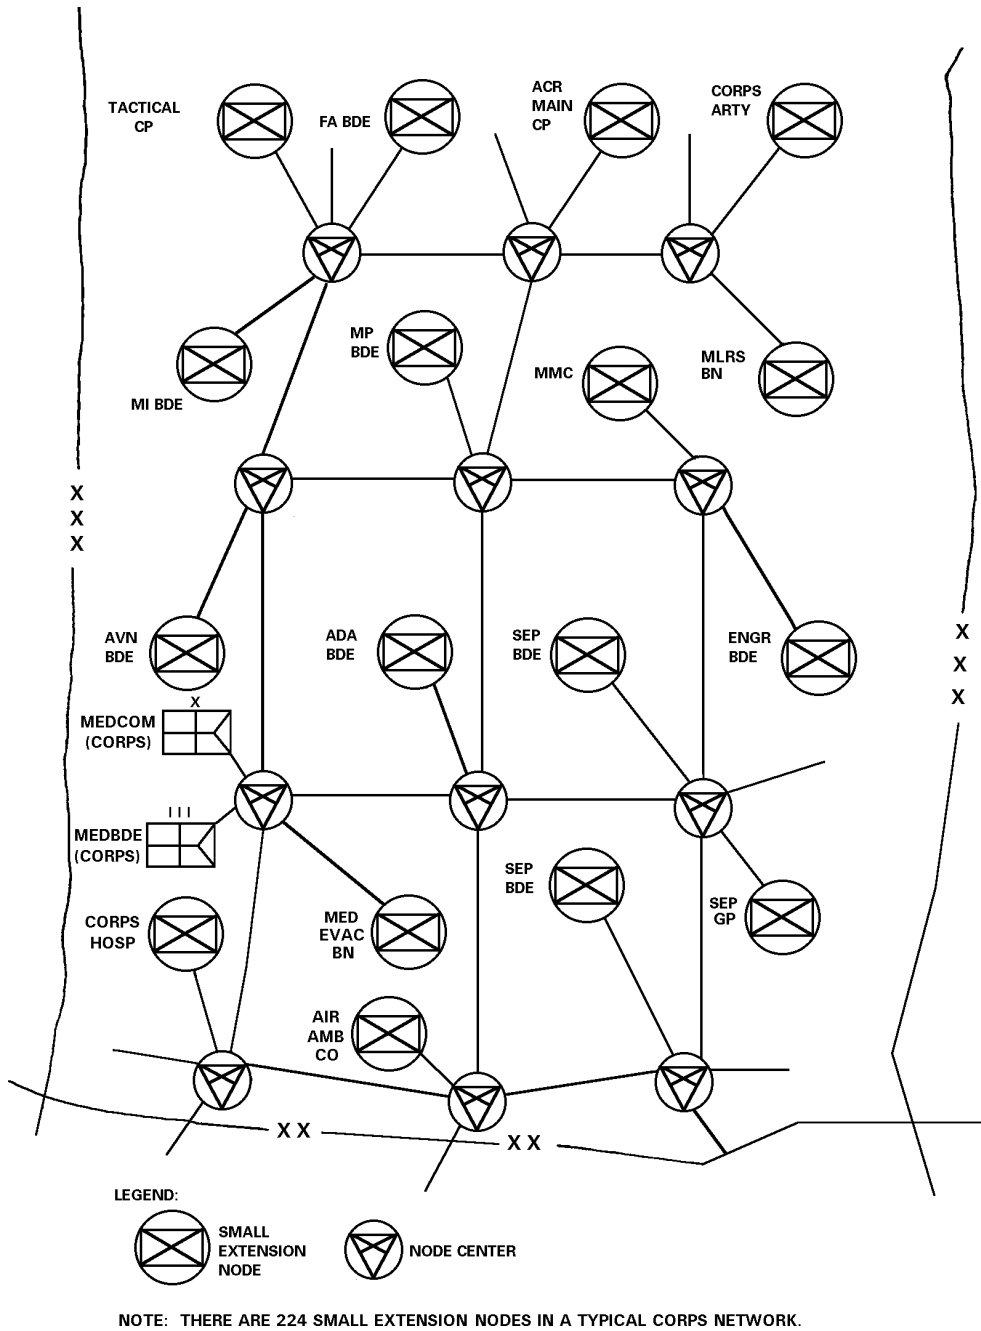 TACTICAL
CP
FA BDE
ACR
MAIN
CP
CORPS
ARTY
MI BDE
MP
BDE
MMC
MLRS
BN
X
X
X
AVN
BDE
ADA
BDE
SEP
BDE
ENGR
BDE
X
X
X
X
MEDCOM
(CORPS)
III
MEDBDE
(CORPS)
CORPS
HOSP
MED
EVAC
BN
SEP
BDE
SEP
GP
AIR
AMB
CO
XX
XX
LEGEND:
SMALL
EXTENSION
NODE
NODE CENTER
NOTE: THERE ARE 224 SMALL EXTENSION NODES IN A TYPICAL CORPS NETWORK.